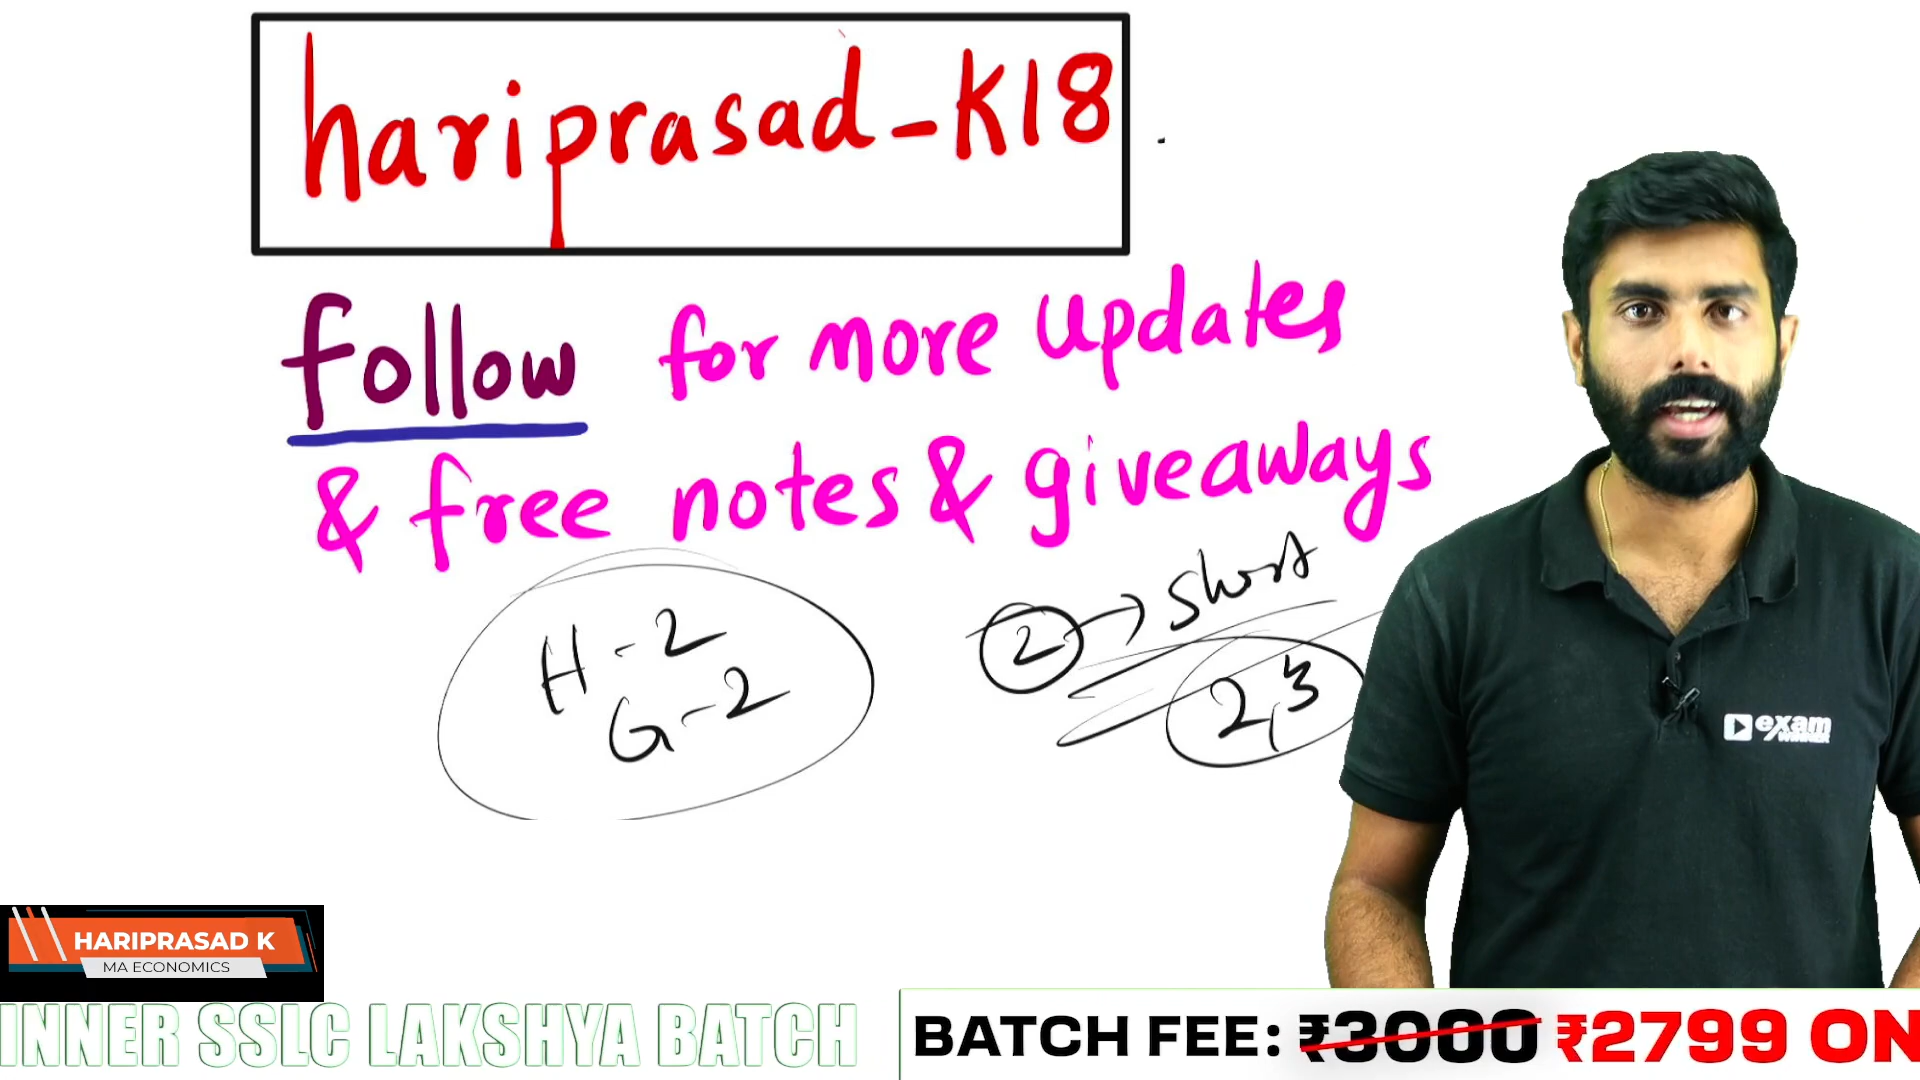 hariprasad-K18
follow for more updates
& free notes & giveaways
H-2
G-2
2 → short
2,3
exam
WINNER
HARIPRASAD K
MA ECONOMICS
INNER SSLC LAKSHYA BATCH
BATCH FEE: ₹3000 ₹2799 ON